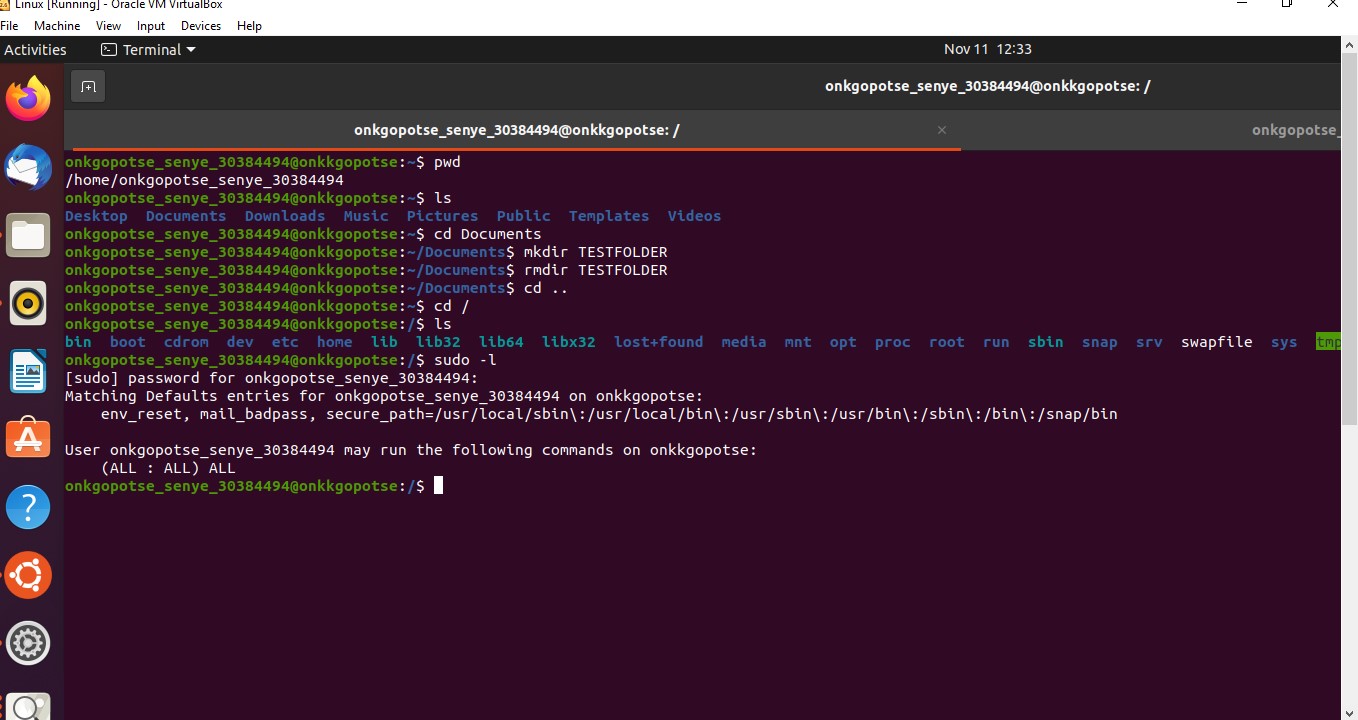 Linux [Running] - Oracle VM VirtualBox
File Machine View Input Devices Help
Activities Terminal Nov 11 12:33
onkgopotse_senye_30384494@onkkgopotse: /
onkgopotse_senye_30384494@onkkgopotse: / × onkgopotse_
onkgopotse_senye_30384494@onkkgopotse:~$ pwd
/home/onkgopotse_senye_30384494
onkgopotse_senye_30384494@onkkgopotse:~$ ls
Desktop Documents Downloads Music Pictures Public Templates Videos
onkgopotse_senye_30384494@onkkgopotse:~$ cd Documents
onkgopotse_senye_30384494@onkkgopotse:~/Documents$ mkdir TESTFOLDER
onkgopotse_senye_30384494@onkkgopotse:~/Documents$ rmdir TESTFOLDER
onkgopotse_senye_30384494@onkkgopotse:~/Documents$ cd ..
onkgopotse_senye_30384494@onkkgopotse:~$ cd /
onkgopotse_senye_30384494@onkkgopotse:/$ ls
bin boot cdrom dev etc home lib lib32 lib64 libx32 lost+found media mnt opt proc root run sbin snap srv swapfile sys tmp
onkgopotse_senye_30384494@onkkgopotse:/$ sudo -l
[sudo] password for onkgopotse_senye_30384494:
Matching Defaults entries for onkgopotse_senye_30384494 on onkkgopotse:
    env_reset, mail_badpass, secure_path=/usr/local/sbin\:/usr/local/bin\:/usr/sbin\:/usr/bin\:/sbin\:/bin\:/snap/bin

User onkgopotse_senye_30384494 may run the following commands on onkkgopotse:
    (ALL : ALL) ALL
onkgopotse_senye_30384494@onkkgopotse:/$